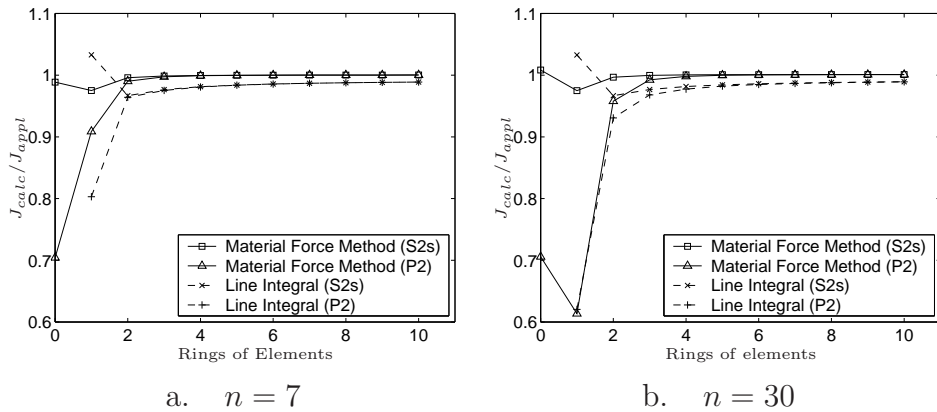 1.1
1
0.9
0.8
0.7
0.6
J_calc/J_appl
0 2 4 6 8 10
Rings of Elements
Material Force Method (S2s)
Material Force Method (P2)
Line Integral (S2s)
Line Integral (P2)
a. n = 7
1.1
1
0.9
0.8
0.7
0.6
J_calc/J_appl
0 2 4 6 8 10
Rings of elements
Material Force Method (S2s)
Material Force Method (P2)
Line Integral (S2s)
Line Integral (P2)
b. n = 30